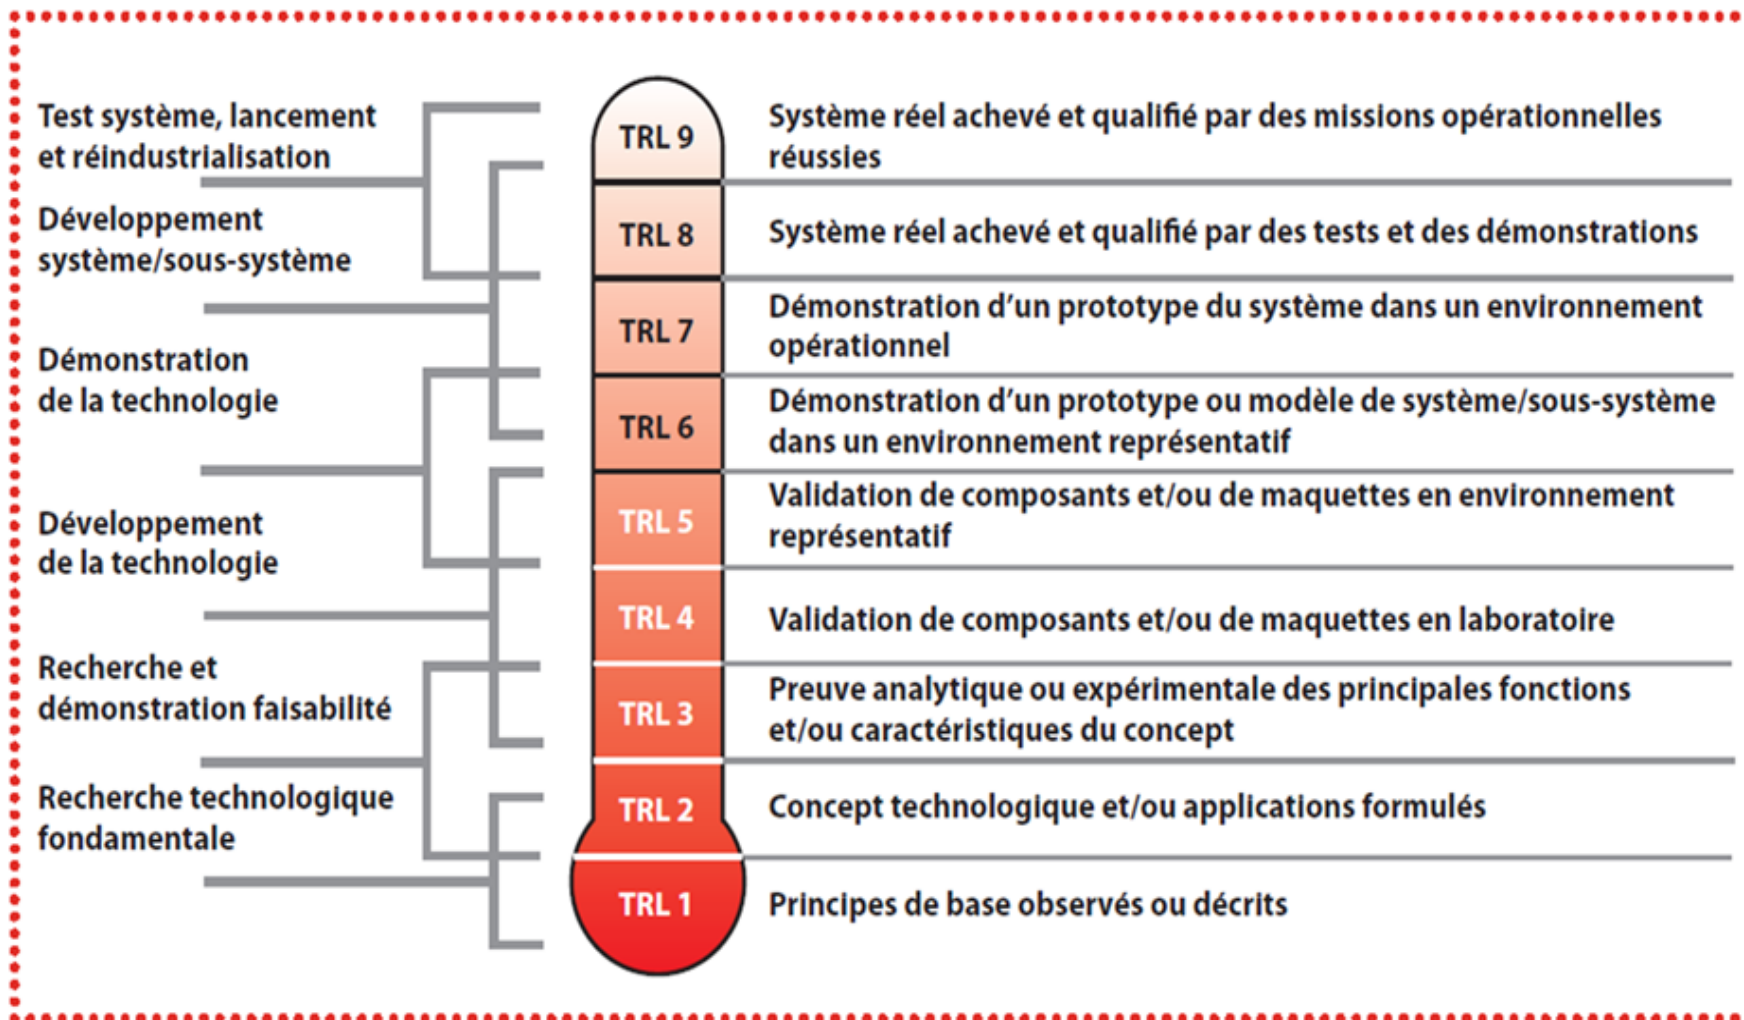 Test système, lancement
et réindustrialisation
Développement
système/sous-système
Démonstration
de la technologie
Développement
de la technologie
Recherche et
démonstration faisabilité
Recherche technologique
fondamentale
TRL 9
Système réel achevé et qualifié par des missions opérationnelles
réussies
TRL 8
Système réel achevé et qualifié par des tests et des démonstrations
TRL 7
Démonstration d’un prototype du système dans un environnement
opérationnel
TRL 6
Démonstration d’un prototype ou modèle de système/sous-système
dans un environnement représentatif
TRL 5
Validation de composants et/ou de maquettes en environnement
représentatif
TRL 4
Validation de composants et/ou de maquettes en laboratoire
TRL 3
Preuve analytique ou expérimentale des principales fonctions
et/ou caractéristiques du concept
TRL 2
Concept technologique et/ou applications formulés
TRL 1
Principes de base observés ou décrits